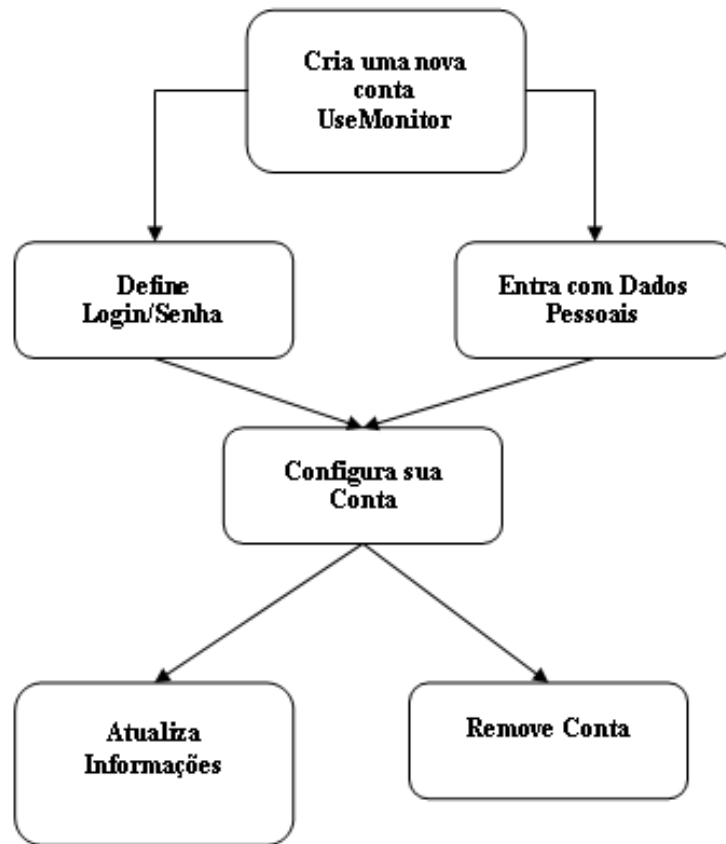 Cria uma nova
conta
UseMonitor
Define
Login/Senha
Entra com Dados
Pessoais
Configura sua
Conta
Atualiza
Informações
Remove Conta